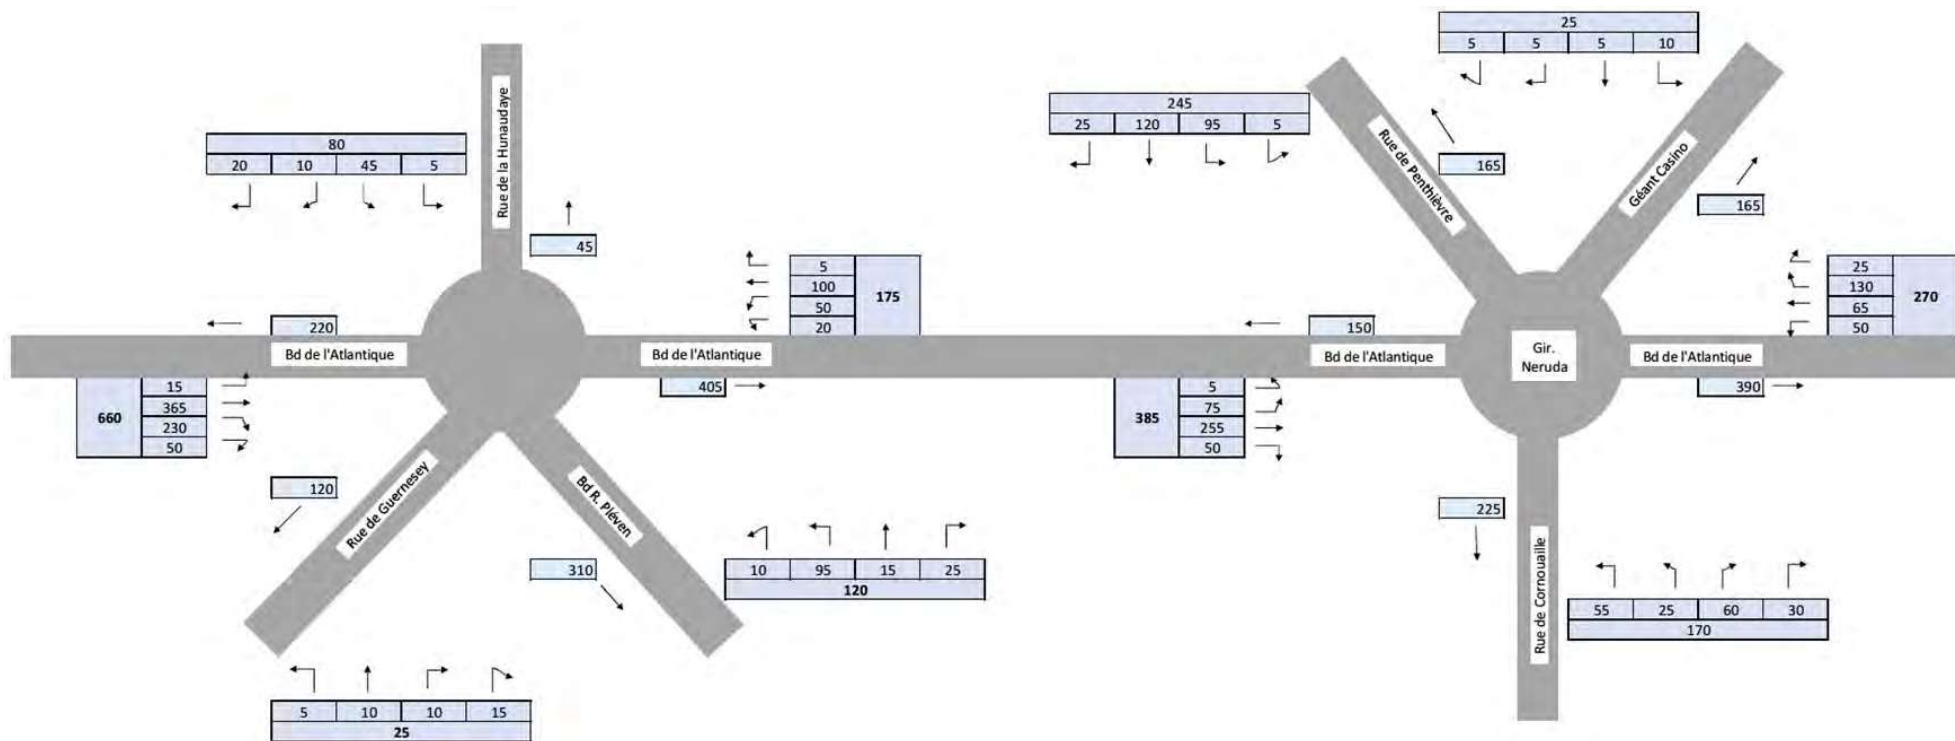 25
5 5 5 10
245
25 120 95 5
80
20 10 45 5
Rue de la Hunaudaye
45
Rue de Penthièvre
165
Géant Casino
165
5
100
50
20
175
25
130
65
50
270
220
150
Bd de l'Atlantique
Bd de l'Atlantique
Bd de l'Atlantique
Gir.
Neruda
Bd de l'Atlantique
660
15
365
230
50
405
385
5
75
255
50
390
120
Rue de Guernesey
Bd R. Pléven
310
10 95 15 25
120
225
Rue de Cornouaille
55 25 60 30
170
5 10 10 15
25